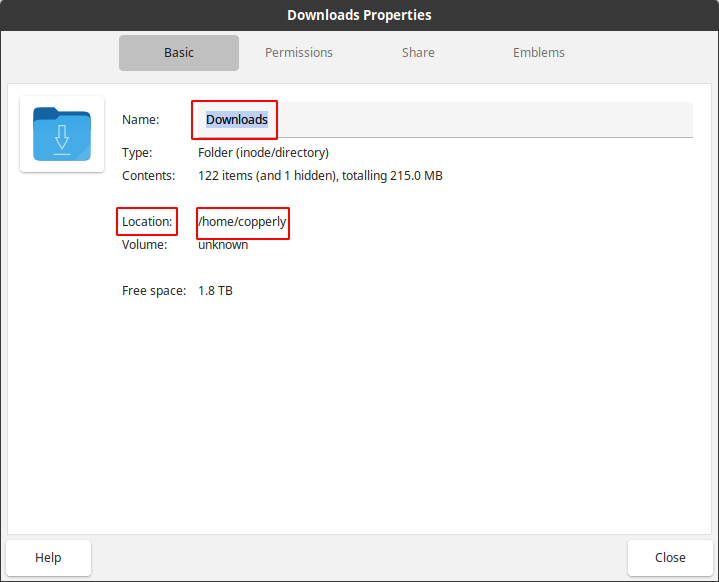 Downloads Properties
Basic Permissions Share Emblems
Name: Downloads
Type: Folder (inode/directory)
Contents: 122 items (and 1 hidden), totalling 215.0 MB
Location: /home/copperly
Volume: unknown
Free space: 1.8 TB
Help Close